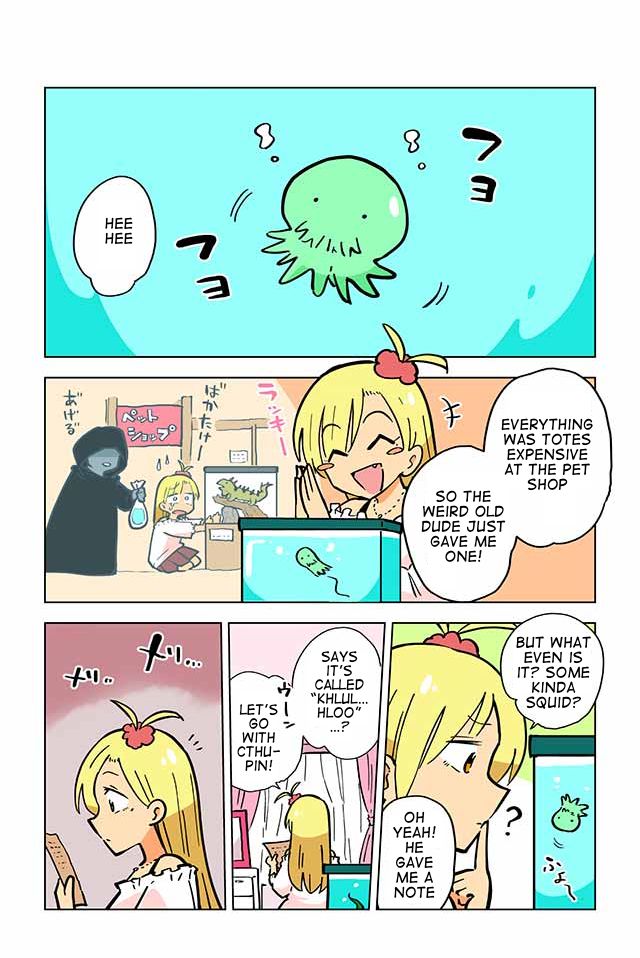 フヨ
HEE
HEE
フヨ
EVERYTHING
WAS TOTES
EXPENSIVE
AT THE PET
SHOP
SO THE
WEIRD OLD
DUDE JUST
GAVE ME
ONE!
ラッキー
ばかたけー
ペット
ショップ
あげる
BUT WHAT
EVEN IS
IT? SOME
KINDA
SQUID?
?
ふよ〜
OH
YEAH!
HE
GAVE
ME A
NOTE
SAYS
IT'S
CALLED
"KHLUL...
HLOO"
...?
うーン
LET'S
GO
WITH
CTHU-
PIN!
メリ...
メリ..